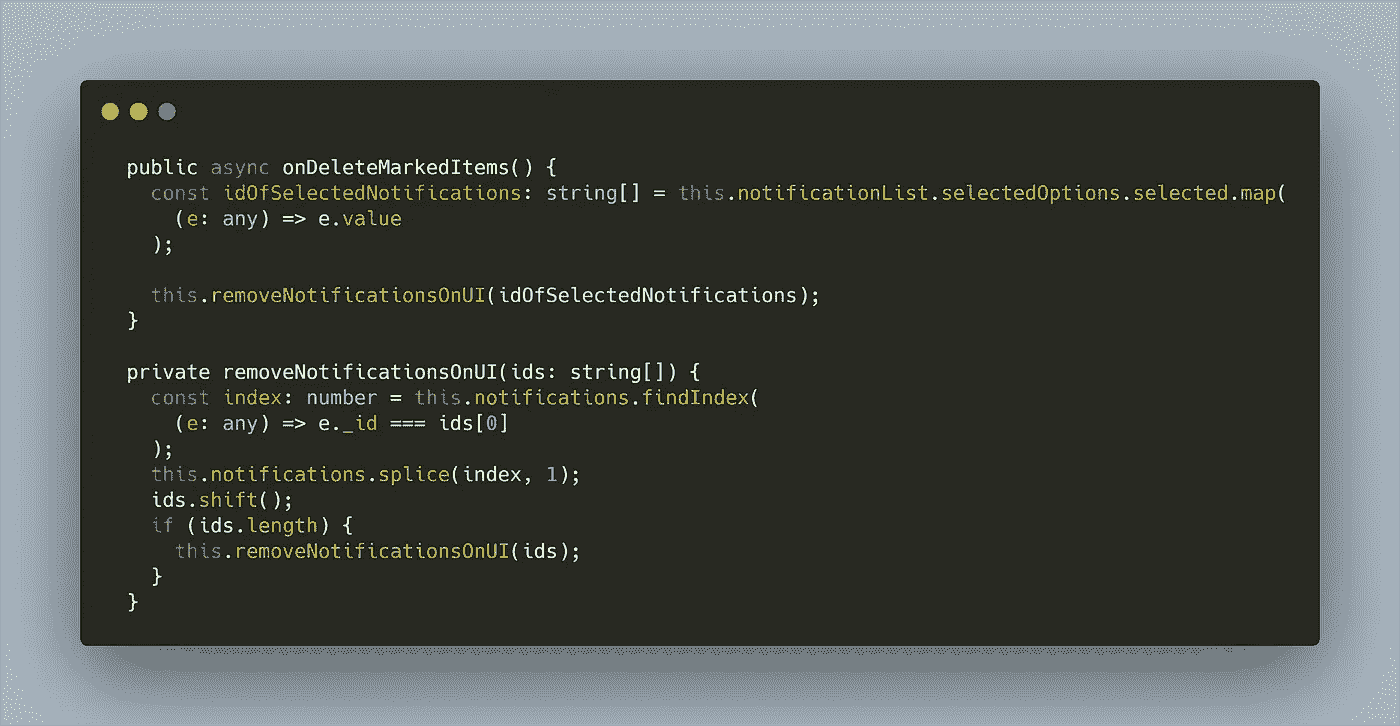 public async onDeleteMarkedItems() {
  const idOfSelectedNotifications: string[] = this.notificationList.selectedOptions.selected.map(
    (e: any) => e.value
  );

  this.removeNotificationsOnUI(idOfSelectedNotifications);
}

private removeNotificationsOnUI(ids: string[]) {
  const index: number = this.notifications.findIndex(
    (e: any) => e._id === ids[0]
  );
  this.notifications.splice(index, 1);
  ids.shift();
  if (ids.length) {
    this.removeNotificationsOnUI(ids);
  }
}